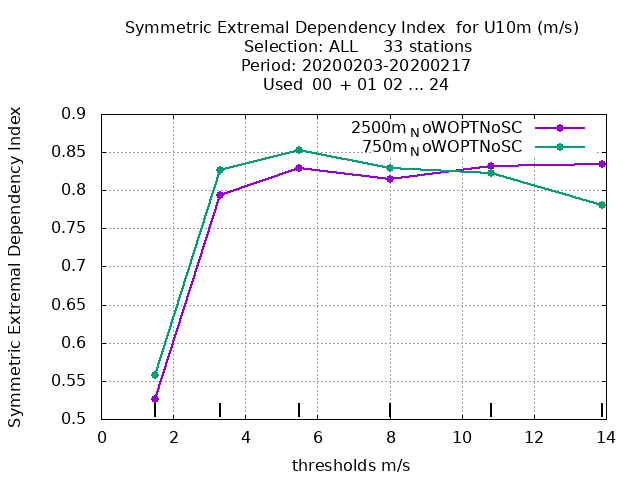 Symmetric Extremal Dependency Index  for U10m (m/s)
Selection: ALL     33 stations
Period: 20200203-20200217
Used  00 + 01 02 ... 24
Symmetric Extremal Dependency Index
0.9
0.85
0.8
0.75
0.7
0.65
0.6
0.55
0.5
2500mNoWOPTNoSC
750mNoWOPTNoSC
0 2 4 6 8 10 12 14
thresholds m/s